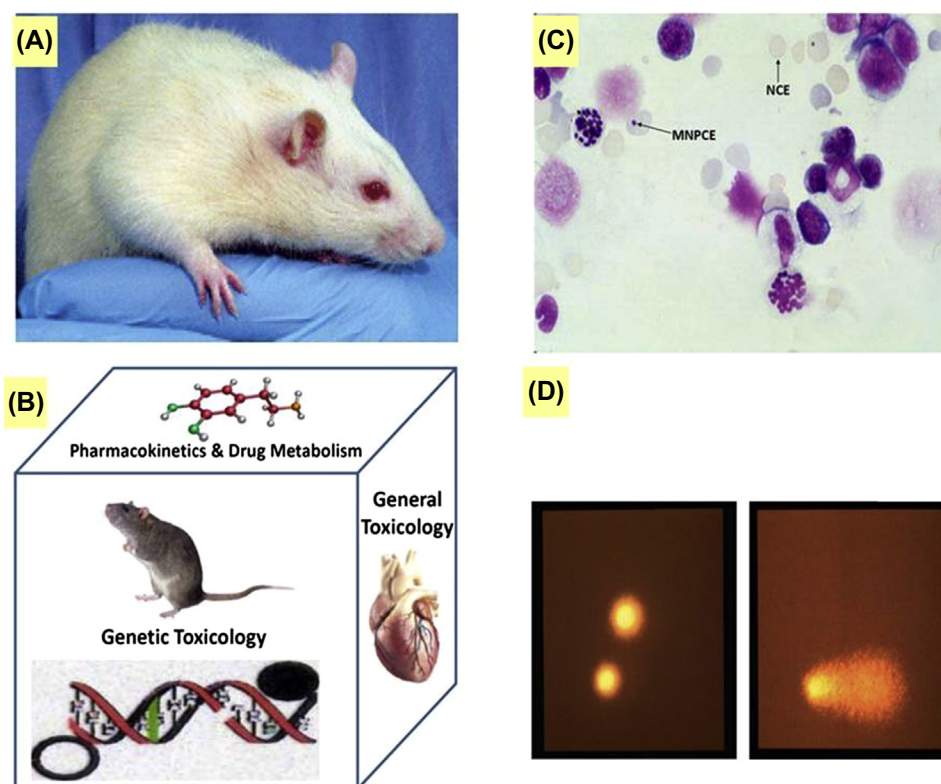 (A)
(B)
Pharmacokinetics & Drug Metabolism
General
Toxicology
Genetic Toxicology
(C)
NCE
MNPCE
(D)